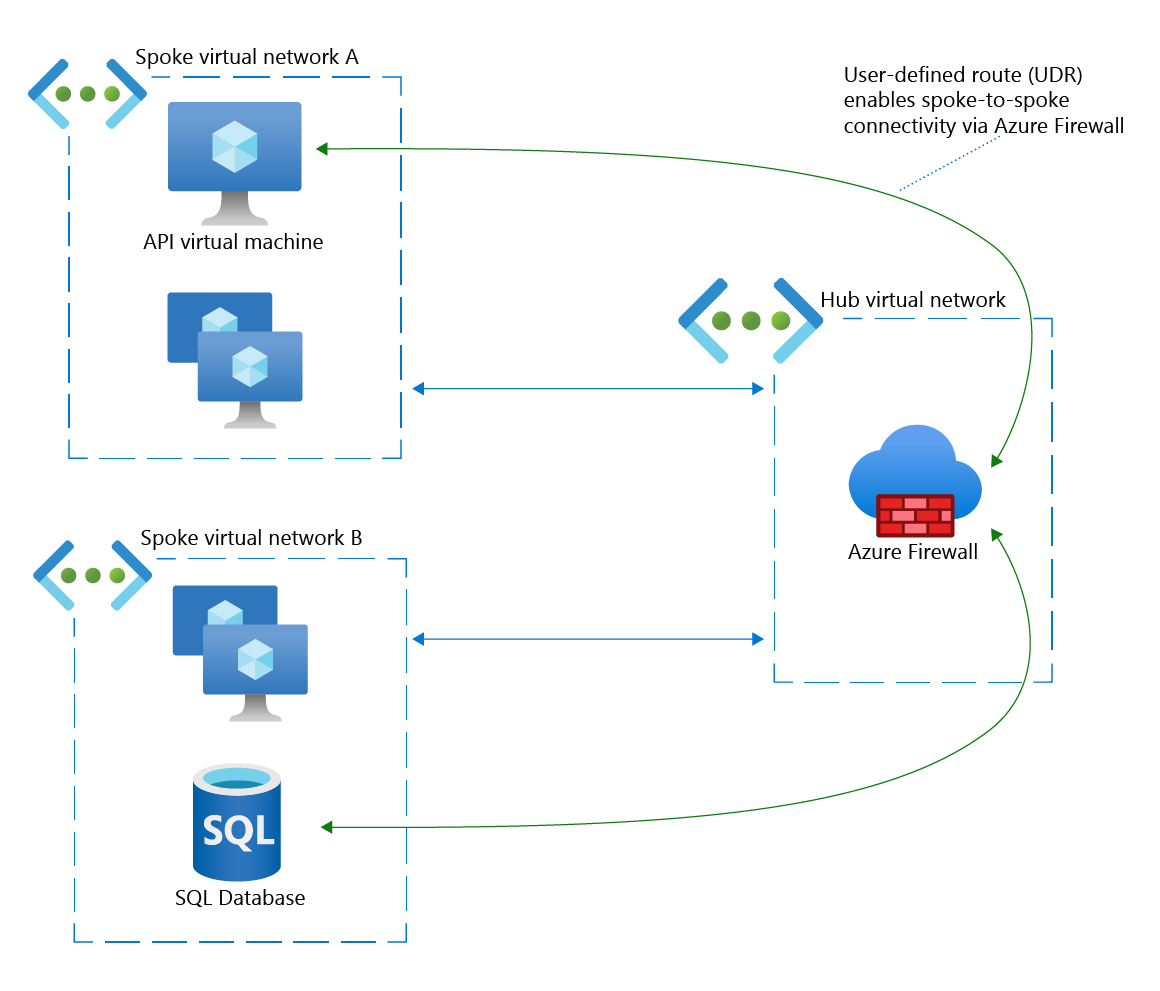 Spoke virtual network A
User-defined route (UDR)
enables spoke-to-spoke
connectivity via Azure Firewall
API virtual machine
Hub virtual network
Azure Firewall
Spoke virtual network B
SQL
SQL Database